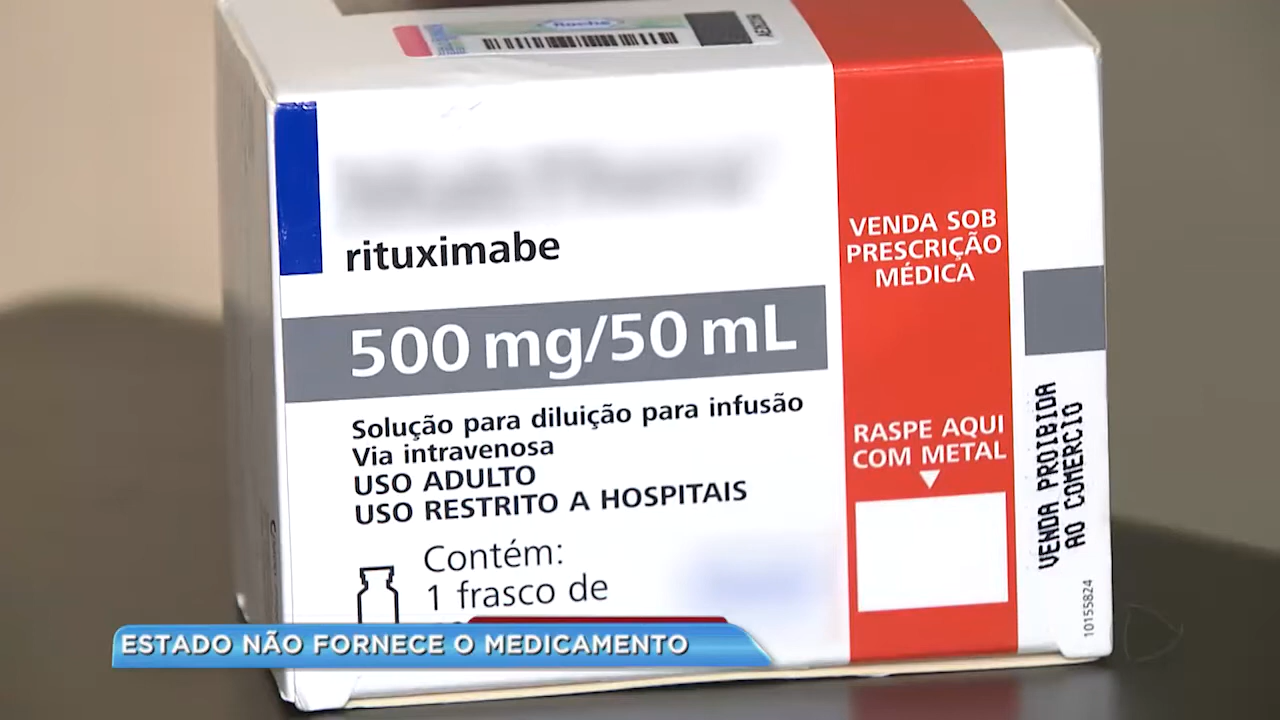 Roche
rituximabe
500 mg/50 mL
Solução para diluição para infusão
Via intravenosa
USO ADULTO
USO RESTRITO A HOSPITAIS
Contém:
1 frasco de
VENDA SOB
PRESCRIÇÃO
MÉDICA
RASPE AQUI
COM METAL
VENDA PROIBIDA
AO COMERCIO
10155824
ESTADO NÃO FORNECE O MEDICAMENTO